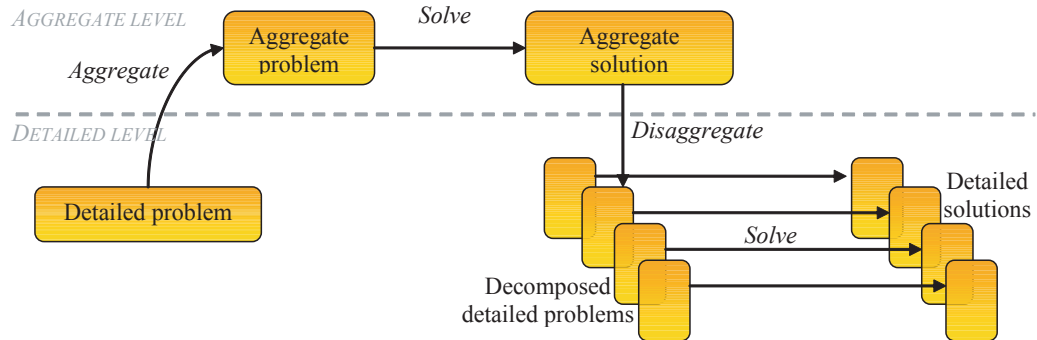 AGGREGATE LEVEL
Solve
Aggregate
problem
Aggregate
solution
Aggregate
DETAILED LEVEL
Disaggregate
Detailed problem
Detailed
solutions
Solve
Decomposed
detailed problems